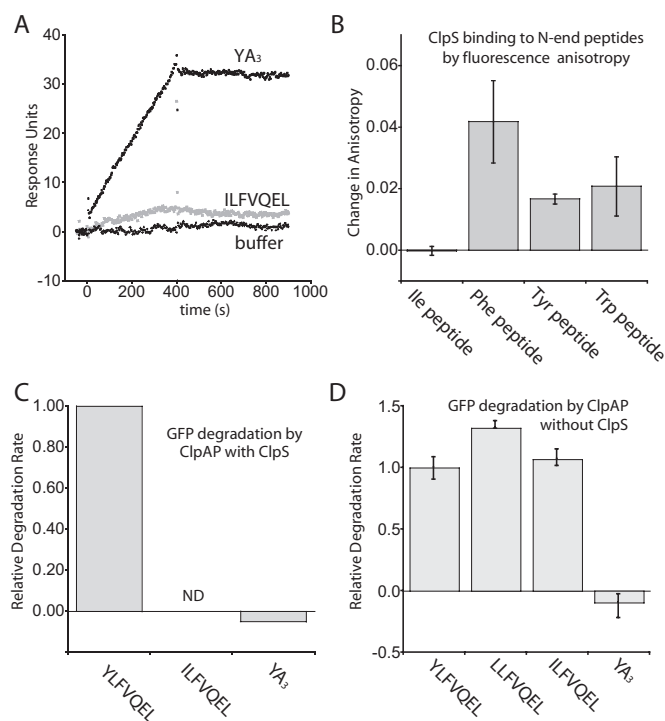 A
40
30
20
10
0
-10
Response Units
YA₃
ILFVQEL
buffer
0 200 400 600 800 1000
time (s)
B
ClpS binding to N-end peptides
by fluorescence anisotropy
0.06
0.04
0.02
0.00
Change in Anisotropy
Ile peptide
Phe peptide
Tyr peptide
Trp peptide
C
1.00
0.80
0.60
0.40
0.20
0.00
Relative Degradation Rate
GFP degradation by
ClpAP with ClpS
ND
YLFVQEL
ILFVQEL
YA₃
D
1.5
1.0
0.5
-0.0
-0.5
Relative Degradation Rate
GFP degradation by ClpAP
without ClpS
YLFVQEL
LLFVQEL
ILFVQEL
YA₃